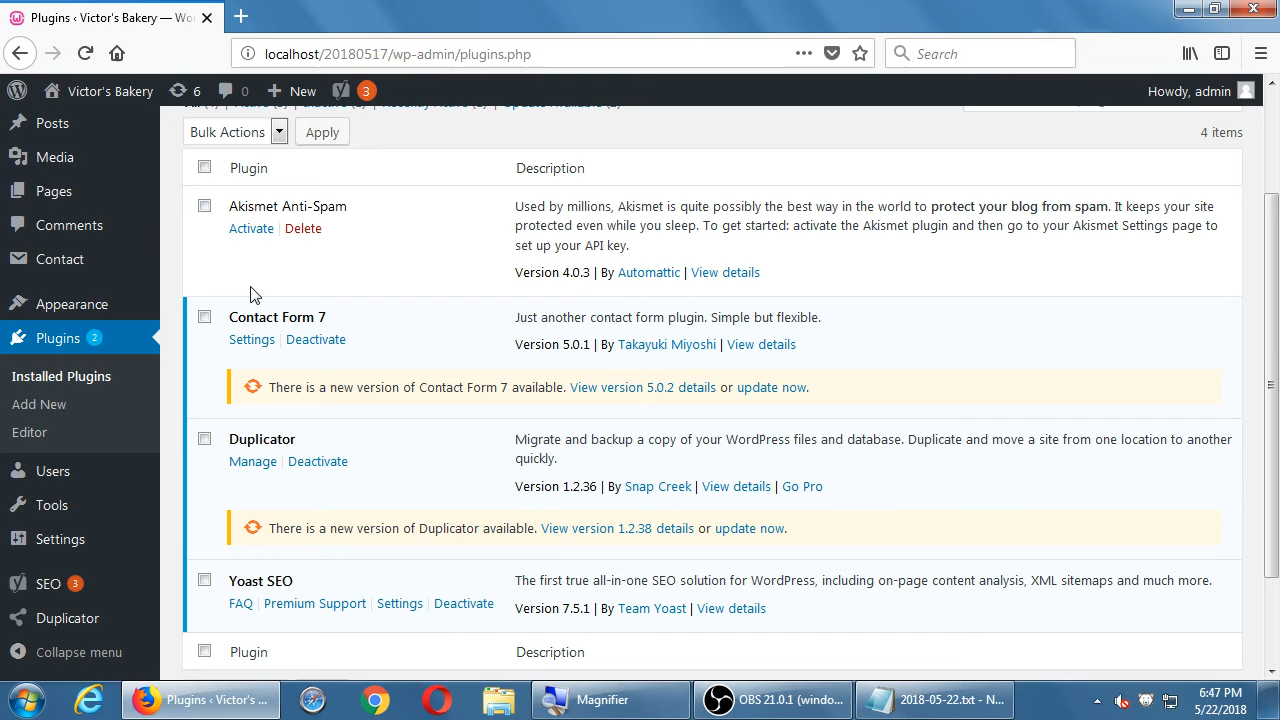 Plugins ‹ Victor's Bakery — Wo
localhost/20180517/wp-admin/plugins.php
Search
Victor's Bakery
6
0
New
3
Howdy, admin
Posts
Media
Pages
Comments
Contact
Appearance
Plugins 2
Installed Plugins
Add New
Editor
Users
Tools
Settings
SEO 3
Duplicator
Collapse menu
Bulk Actions
Apply
4 items
Plugin
Description
Akismet Anti-Spam
Activate | Delete
Used by millions, Akismet is quite possibly the best way in the world to protect your blog from spam. It keeps your site
protected even while you sleep. To get started: activate the Akismet plugin and then go to your Akismet Settings page to
set up your API key.
Version 4.0.3 | By Automattic | View details
Contact Form 7
Settings | Deactivate
Just another contact form plugin. Simple but flexible.
Version 5.0.1 | By Takayuki Miyoshi | View details
There is a new version of Contact Form 7 available. View version 5.0.2 details or update now.
Duplicator
Manage | Deactivate
Migrate and backup a copy of your WordPress files and database. Duplicate and move a site from one location to another
quickly.
Version 1.2.36 | By Snap Creek | View details | Go Pro
There is a new version of Duplicator available. View version 1.2.38 details or update now.
Yoast SEO
FAQ | Premium Support | Settings | Deactivate
The first true all-in-one SEO solution for WordPress, including on-page content analysis, XML sitemaps and much more.
Version 7.5.1 | By Team Yoast | View details
Plugin
Description
Plugins ‹ Victor's ...
Magnifier
OBS 21.0.1 (windo...
2018-05-22.txt - N...
6:47 PM
5/22/2018